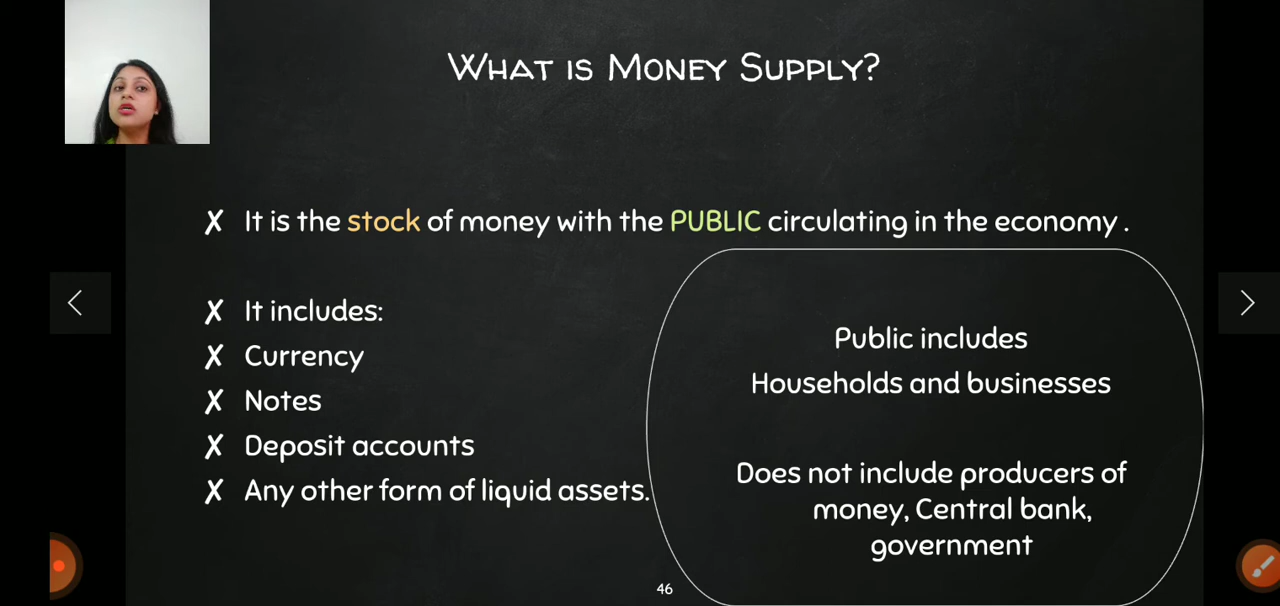 What is Money Supply?
✗ It is the stock of money with the PUBLIC circulating in the economy .
✗ It includes:
✗ Currency
✗ Notes
✗ Deposit accounts
✗ Any other form of liquid assets.
Public includes
Households and businesses
Does not include producers of
money, Central bank,
government
46